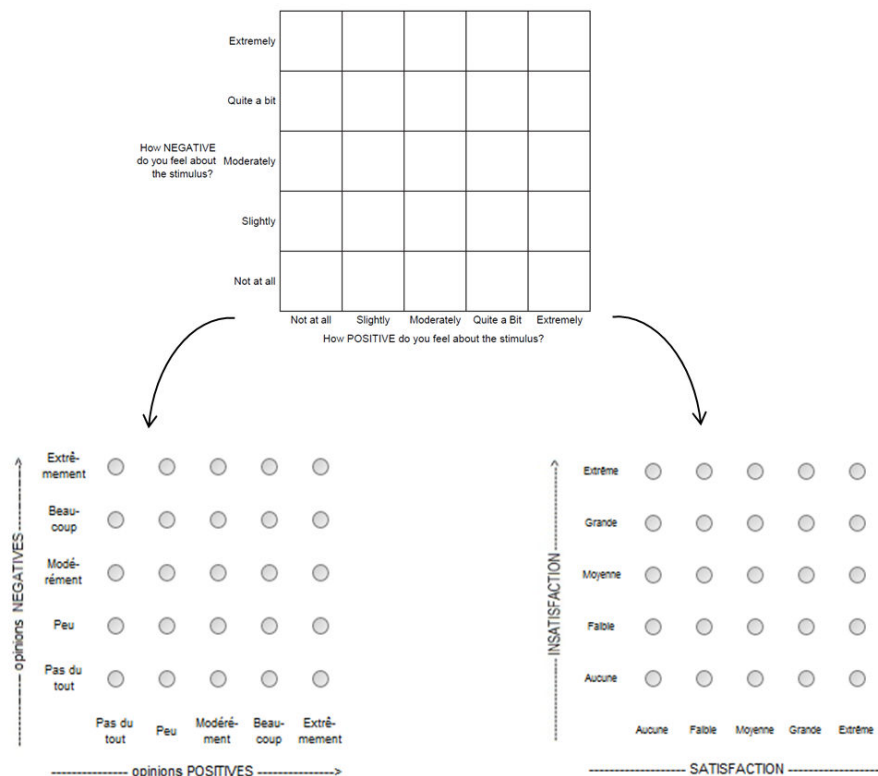 Extremely
Quite a bit
How NEGATIVE
do you feel about
the stimulus?
Moderately
Slightly
Not at all
Not at all Slightly Moderately Quite a Bit Extremely
How POSITIVE do you feel about the stimulus?
opinions NEGATIVES
Extrê-
mement
Beau-
coup
Modé-
rément
Peu
Pas du
tout
Pas du
tout
Peu
Modéré-
ment
Beau-
coup
Extrê-
mement
opinions POSITIVES
INSATISFACTION
Extrême
Grande
Moyenne
Faible
Aucune
Aucune Faible Moyenne Grande Extrême
SATISFACTION